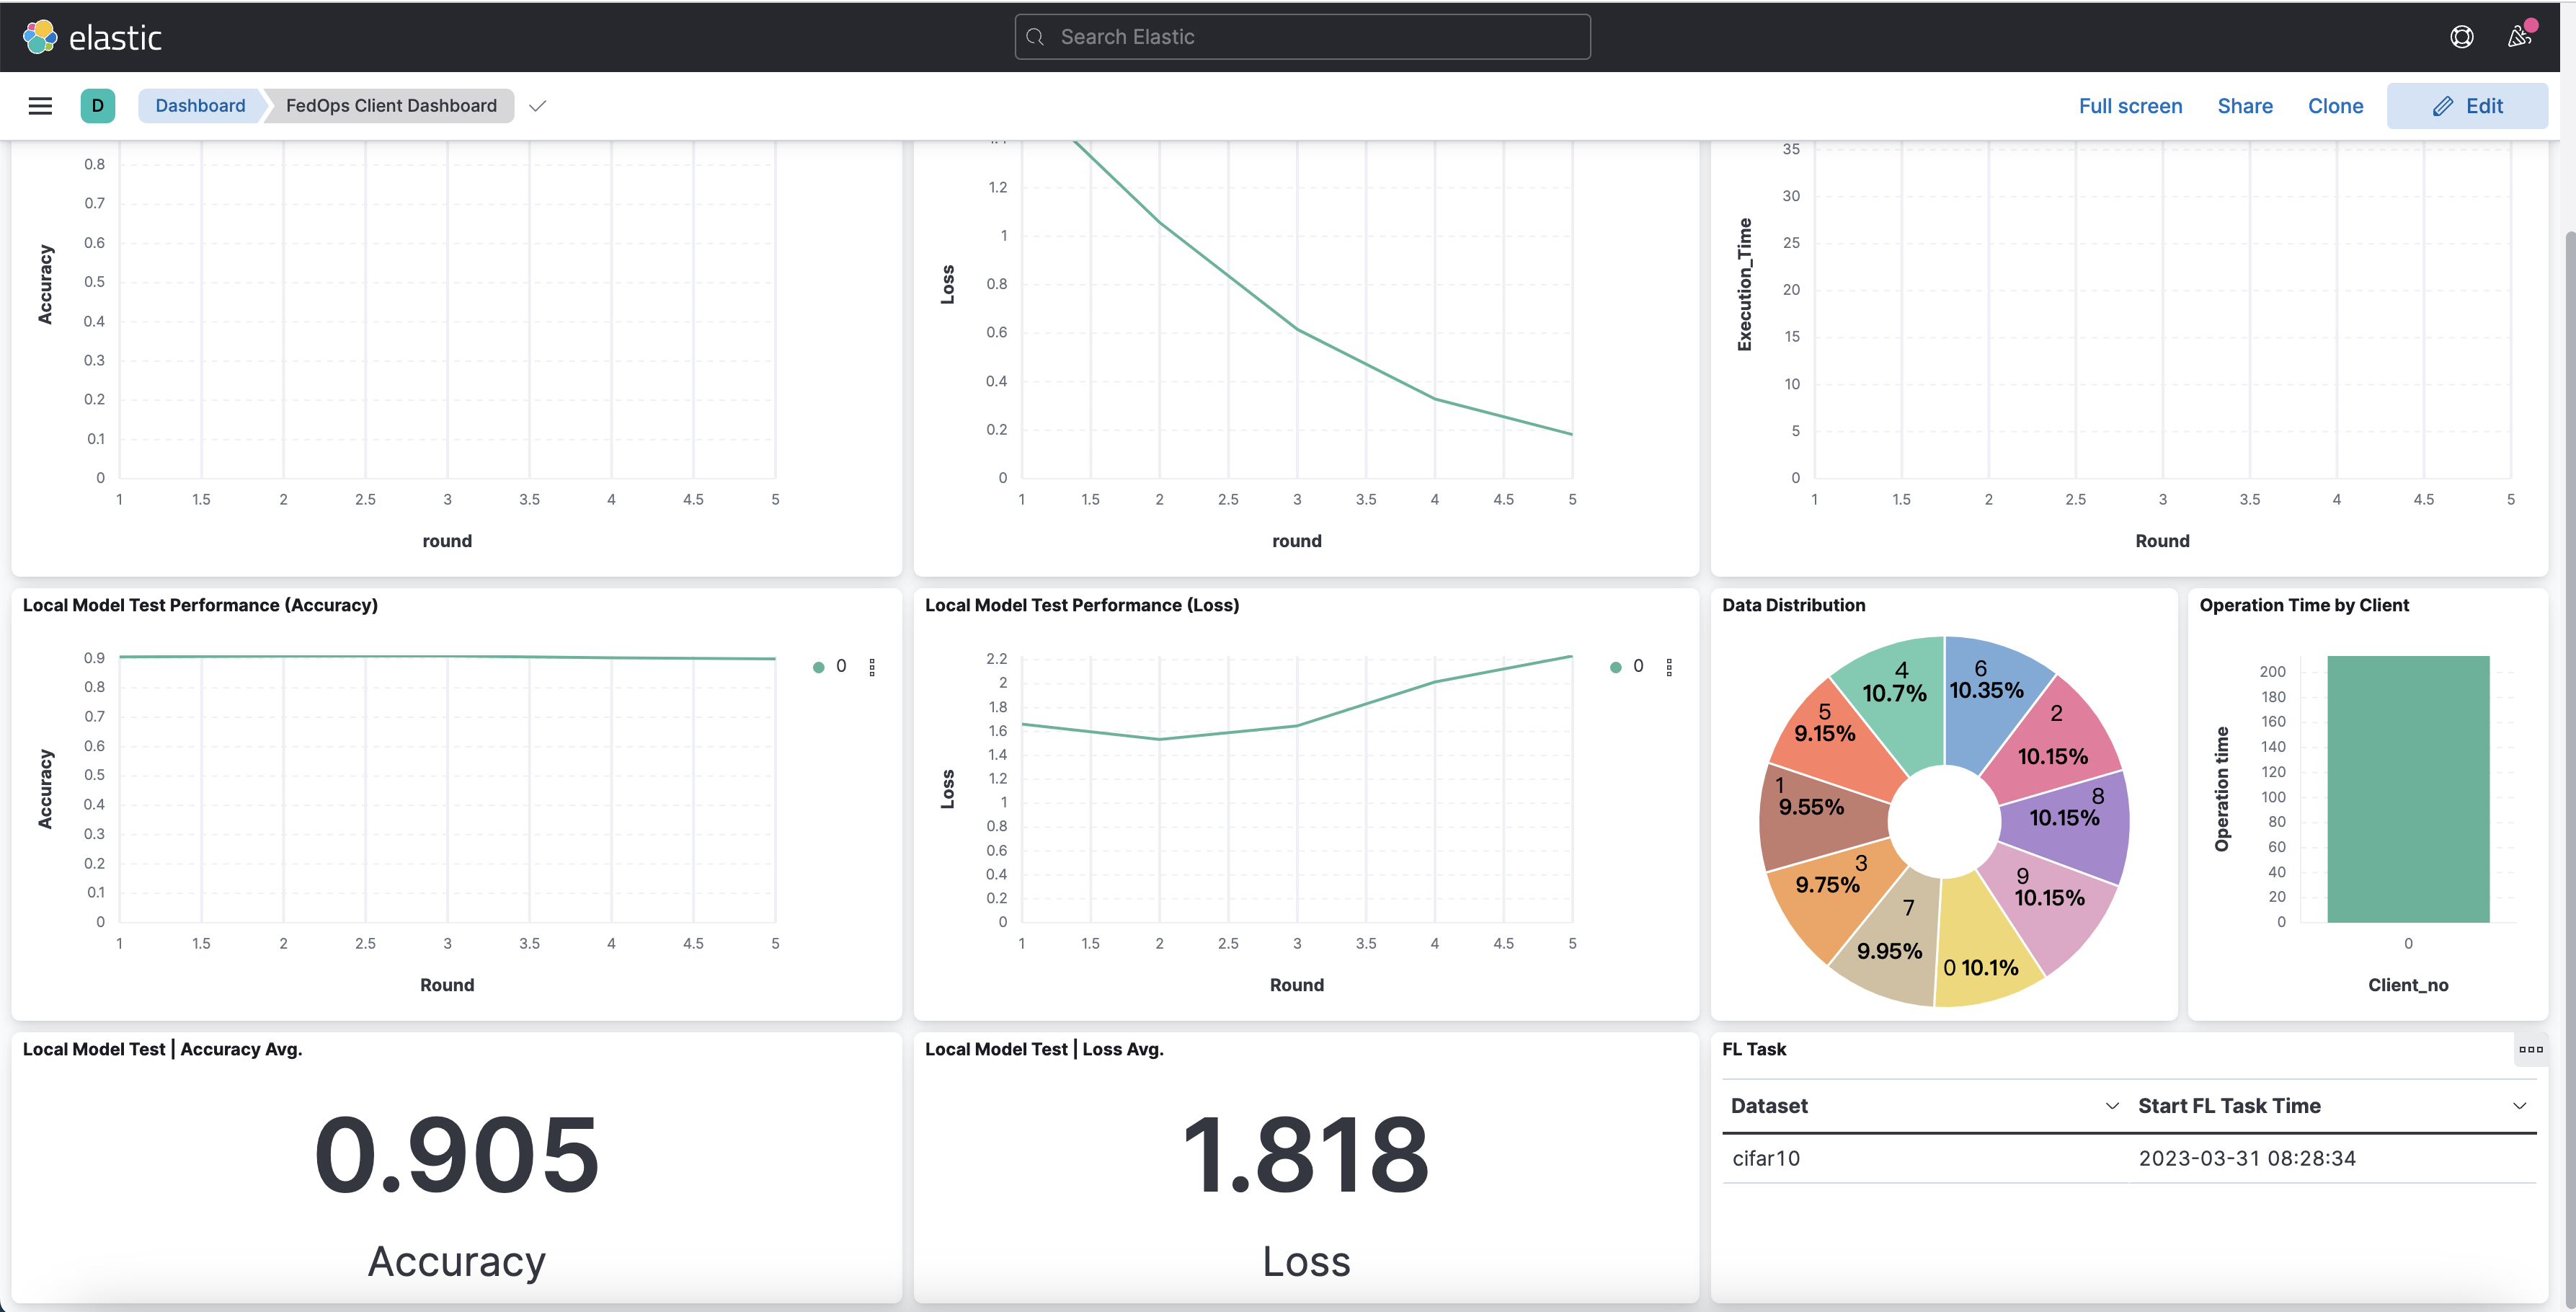 elastic
Search Elastic
D
Dashboard
FedOps Client Dashboard
Full screen
Share
Clone
Edit
0.8
0.7
0.6
0.5
0.4
0.3
0.2
0.1
0
Accuracy
1 1.5 2 2.5 3 3.5 4 4.5 5
round
1.2
1
0.8
0.6
0.4
0.2
0
Loss
1 1.5 2 2.5 3 3.5 4 4.5 5
round
35
30
25
20
15
10
5
0
Execution_Time
1 1.5 2 2.5 3 3.5 4 4.5 5
Round
Local Model Test Performance (Accuracy)
0.9
0.8
0.7
0.6
0.5
0.4
0.3
0.2
0.1
0
Accuracy
1 1.5 2 2.5 3 3.5 4 4.5 5
Round
0
Local Model Test Performance (Loss)
2.2
2
1.8
1.6
1.4
1.2
1
0.8
0.6
0.4
0.2
0
Loss
1 1.5 2 2.5 3 3.5 4 4.5 5
Round
0
Data Distribution
6
10.35%
2
10.15%
8
10.15%
9
10.15%
0 10.1%
7
9.95%
3
9.75%
1
9.55%
5
9.15%
4
10.7%
Operation Time by Client
200
180
160
140
120
100
80
60
40
20
0
Operation time
0
Client_no
Local Model Test | Accuracy Avg.
0.905
Accuracy
Local Model Test | Loss Avg.
1.818
Loss
FL Task
Dataset Start FL Task Time
cifar10 2023-03-31 08:28:34